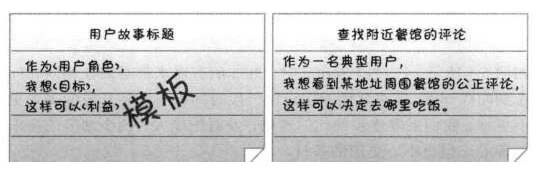 用户故事标题
作为<用户角色>,
我想<目标>,
这样可以<利益>
模板
查找附近餐馆的评论
作为一名典型用户,
我想看到某地址周围餐馆的公正评论,
这样可以决定去哪里吃饭。